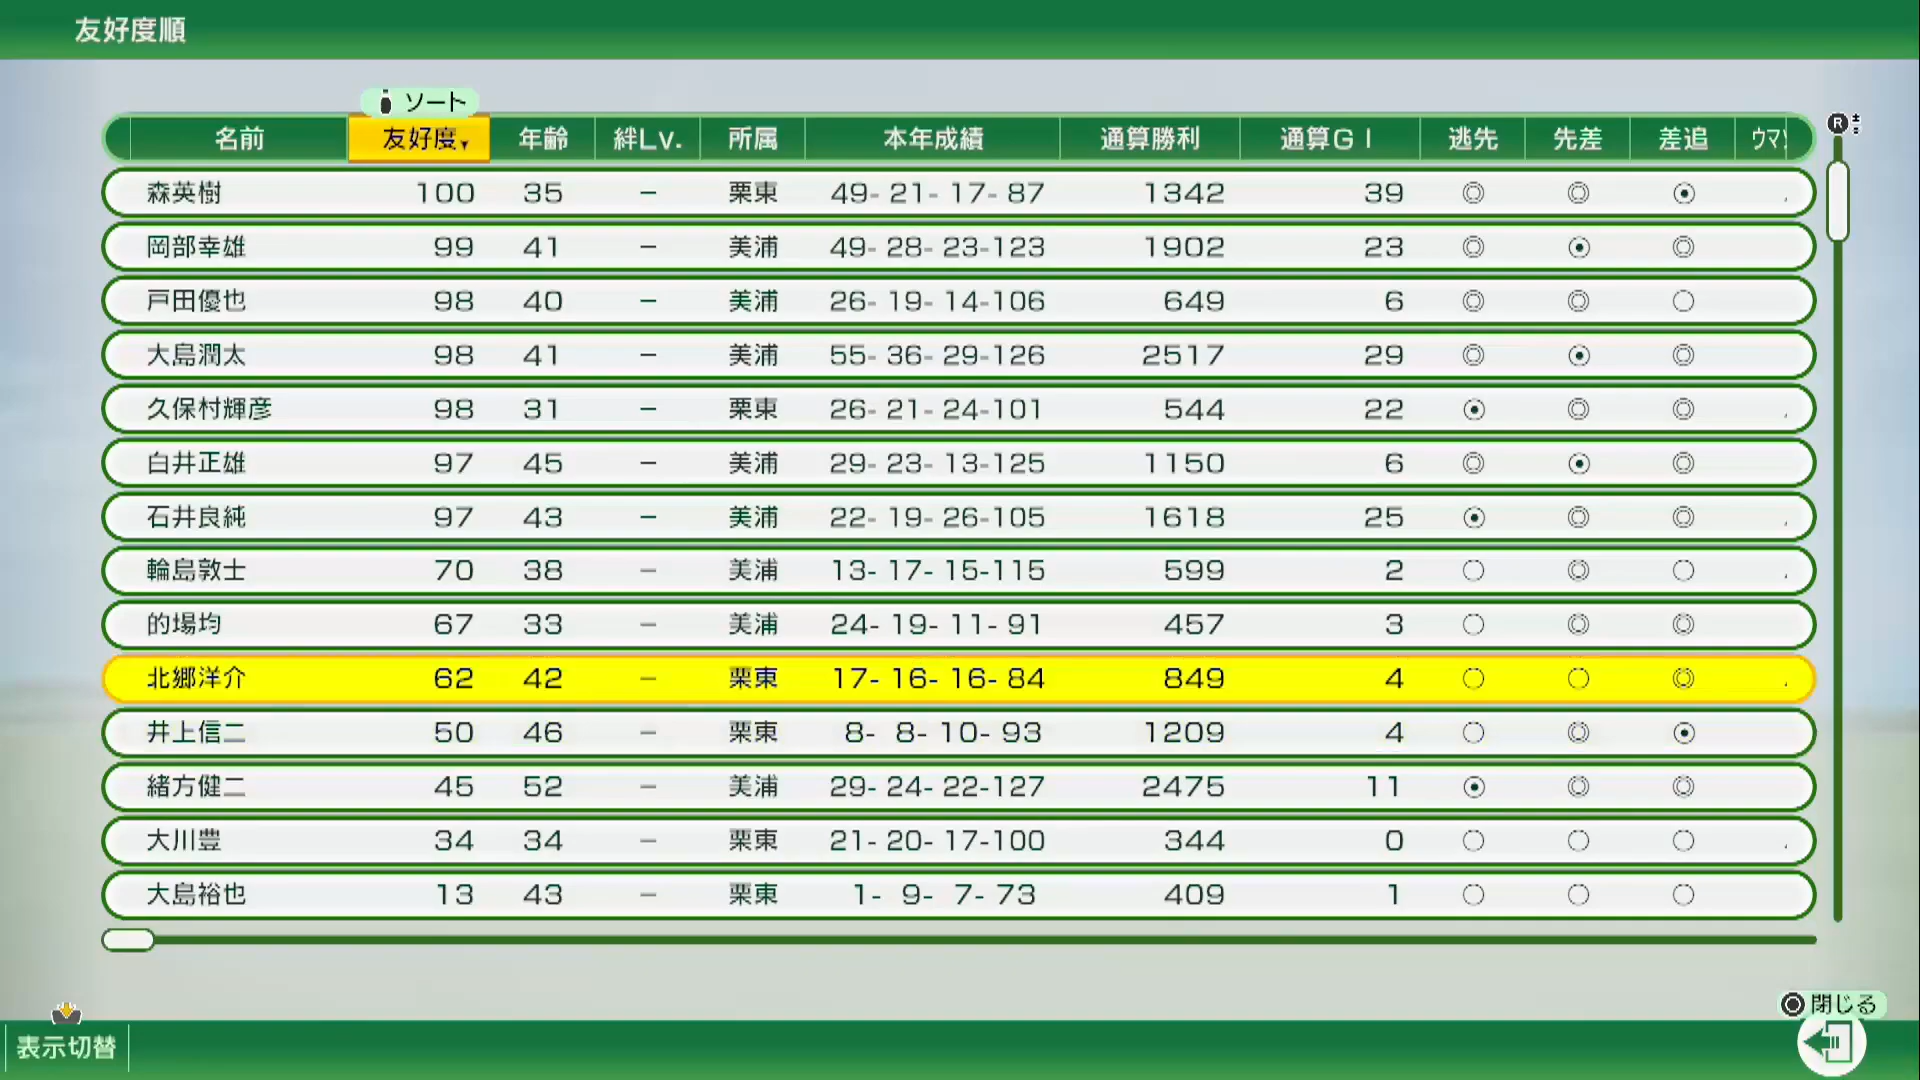 友好度順
ソート
名前 友好度▼ 年齢 絆Lv. 所属 本年成績 通算勝利 通算GⅠ 逃先 先差 差追 ウマソ
R
森英樹 100 35 － 栗東 49- 21- 17- 87 1342 39 ◎ ◎ ⦿
岡部幸雄 99 41 － 美浦 49- 28- 23-123 1902 23 ◎ ⦿ ◎
戸田優也 98 40 － 美浦 26- 19- 14-106 649 6 ◎ ◎ ○
大島潤太 98 41 － 美浦 55- 36- 29-126 2517 29 ◎ ⦿ ◎
久保村輝彦 98 31 － 栗東 26- 21- 24-101 544 22 ⦿ ◎ ◎
白井正雄 97 45 － 美浦 29- 23- 13-125 1150 6 ◎ ⦿ ◎
石井良純 97 43 － 美浦 22- 19- 26-105 1618 25 ⦿ ◎ ◎
輪島敦士 70 38 － 美浦 13- 17- 15-115 599 2 ○ ◎ ○
的場均 67 33 － 美浦 24- 19- 11- 91 457 3 ○ ◎ ◎
北郷洋介 62 42 － 栗東 17- 16- 16- 84 849 4 ○ ○ ◎
井上信二 50 46 － 栗東 8- 8- 10- 93 1209 4 ○ ◎ ⦿
緒方健二 45 52 － 美浦 29- 24- 22-127 2475 11 ⦿ ◎ ◎
大川豊 34 34 － 栗東 21- 20- 17-100 344 0 ○ ○ ○
大島裕也 13 43 － 栗東 1- 9- 7- 73 409 1 ○ ○ ○
閉じる
表示切替